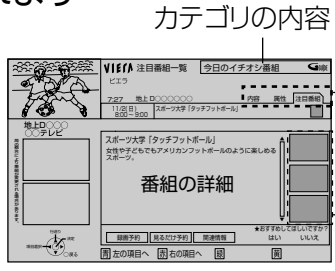 カテゴリの内容
VIERA 注目番組一覧
今日のイチオシ番組
ビエラ
7:27 地上D○○○○○○
内容 属性 注目番組
11/2(日)
8:00～9:00
スポーツ大学「タッチフットボール」
地上D○○○
○○テレビ
スポーツ大学「タッチフットボール」
女性や子どもでもアメリカンフットボールのように楽しめる
スポーツ。
番組の詳細
★おすすめしてほしいですか?
録画予約 見るだけ予約 関連情報
はい いいえ
戻る
青 左の項目へ 赤 右の項目へ 緑 黄